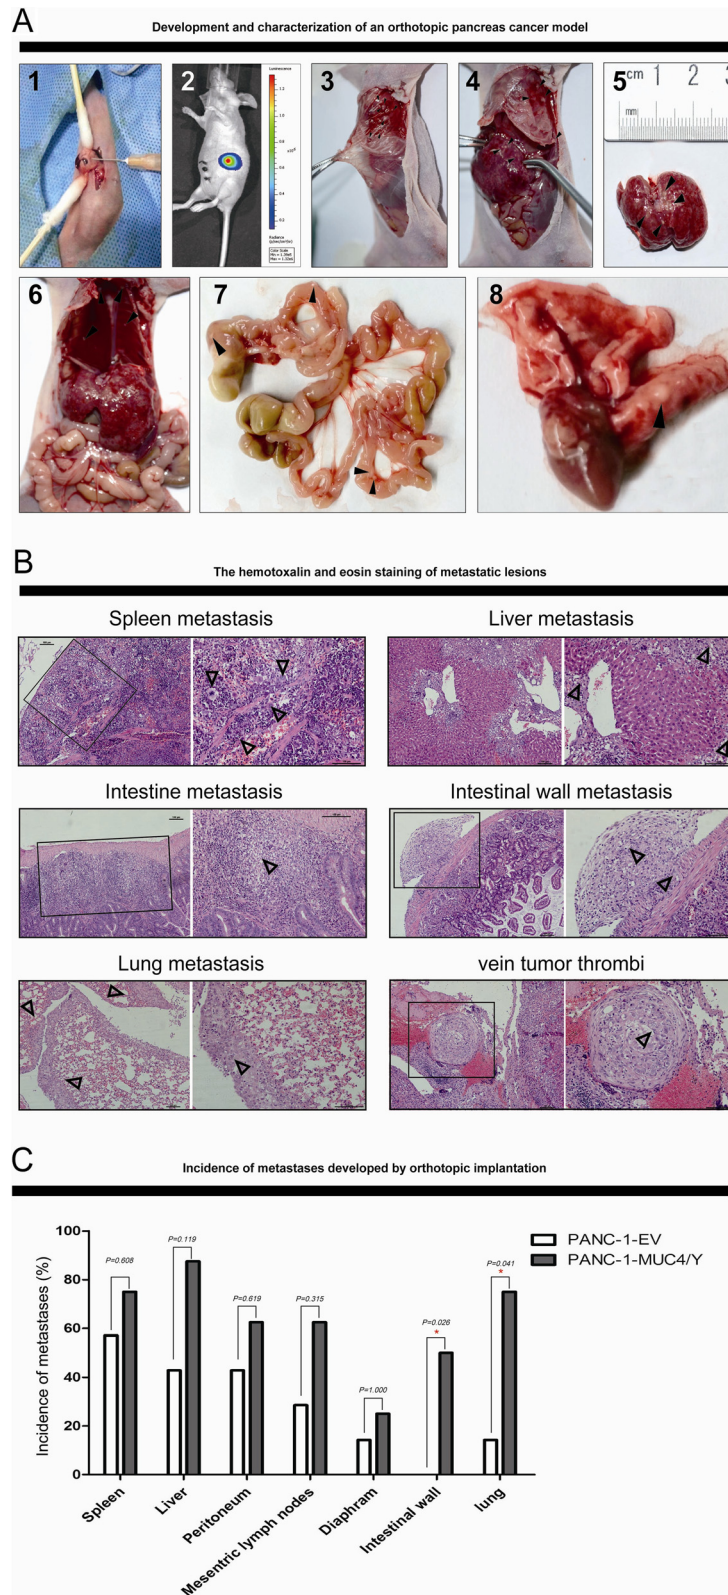 A
Development and characterization of an orthotopic pancreas cancer model
1
2
3
4
5
cm 1 2 3
mm
Luminescence
6
7
8
B
The hemotoxalin and eosin staining of metastatic lesions
Spleen metastasis
Liver metastasis
Intestine metastasis
Intestinal wall metastasis
Lung metastasis
vein tumor thrombi
C
Incidence of metastases developed by orthotopic implantation
PANC-1-EV
PANC-1-MUC4/Y
Incidence of metastases (%)
100
80
60
40
20
0
P=0.608
P=0.119
P=0.619
P=0.315
P=1.000
P=0.026
*
P=0.041
*
Spleen
Liver
Peritoneum
Mesentric lymph nodes
Diaphram
Intestinal wall
lung